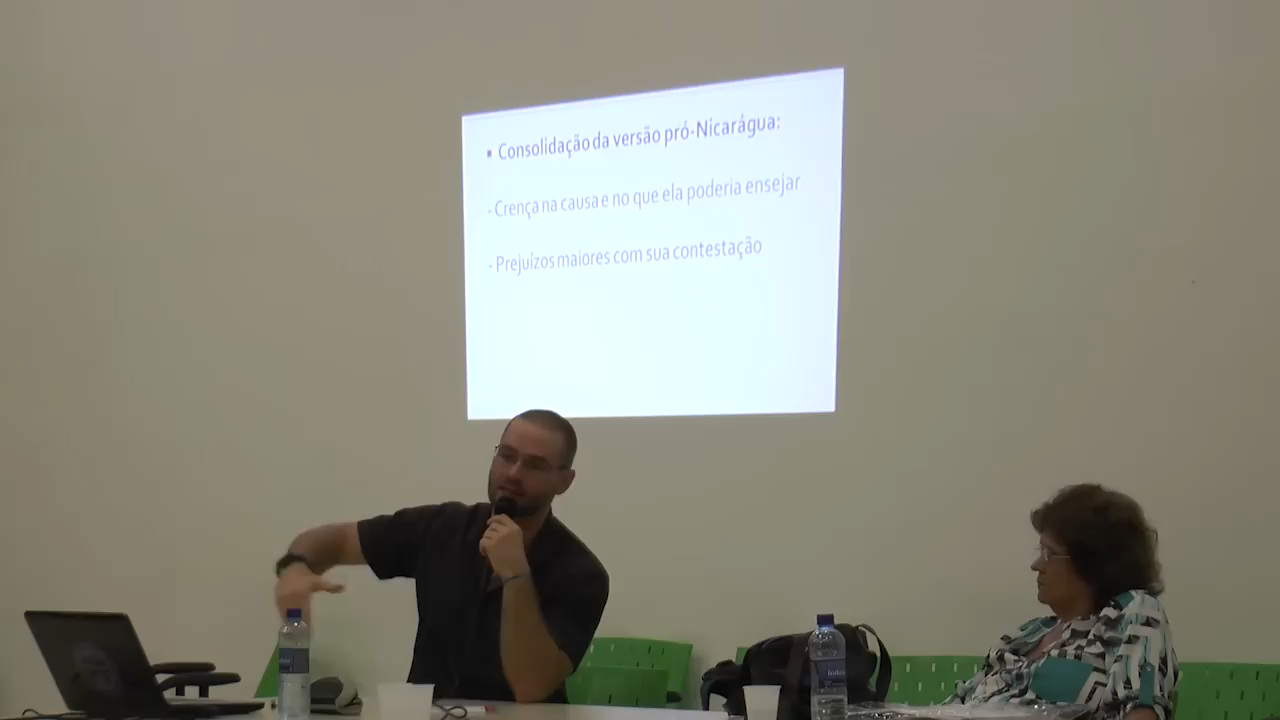 ▪ Consolidação da versão pró-Nicarágua:
- Crença na causa e no que ela poderia ensejar
- Prejuízos maiores com sua contestação